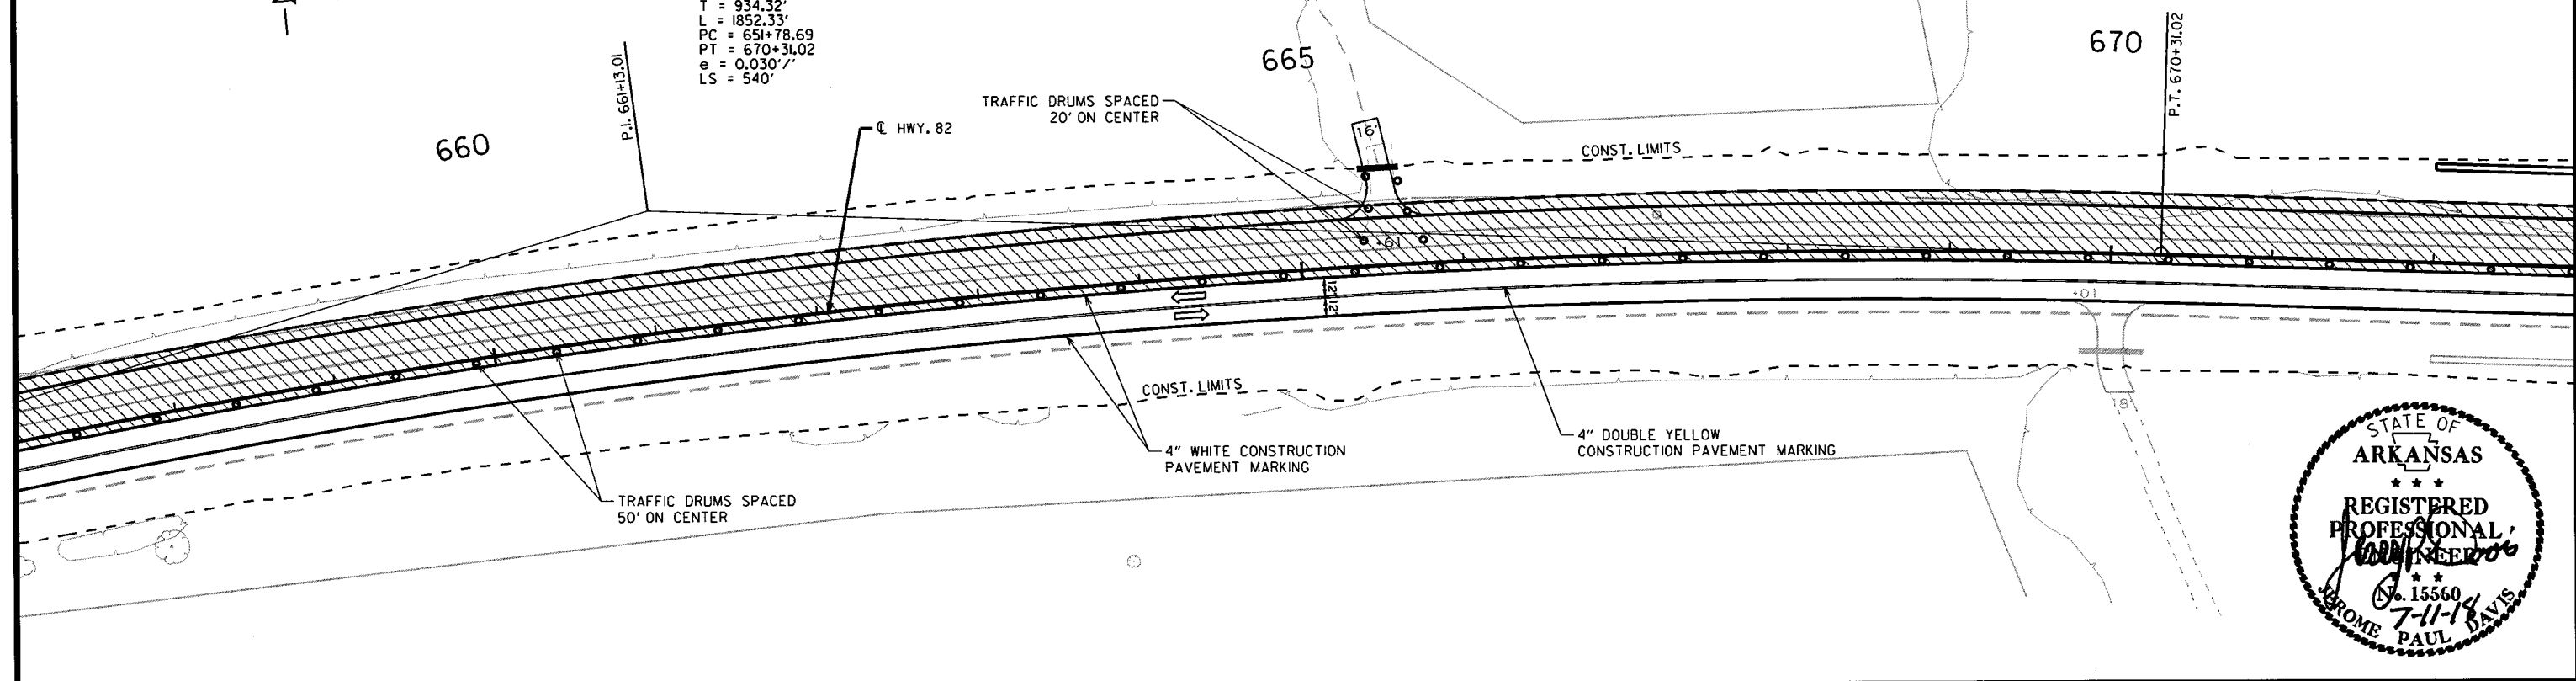 T = 934.32'
L = 1852.33'
PC = 651+78.69
PT = 670+31.02
e = 0.030'/'
LS = 540'
P.I. 661+13.01
660
665
670
P.T. 670+31.02
TRAFFIC DRUMS SPACED
20' ON CENTER
℄ HWY. 82
16'
CONST. LIMITS
+61
12'
12'
+01
CONST. LIMITS
18'
4" WHITE CONSTRUCTION
PAVEMENT MARKING
4" DOUBLE YELLOW
CONSTRUCTION PAVEMENT MARKING
TRAFFIC DRUMS SPACED
50' ON CENTER
STATE OF
ARKANSAS
REGISTERED
PROFESSIONAL
ENGINEER
No. 15560
7-11-18
JEROME PAUL DAVIS